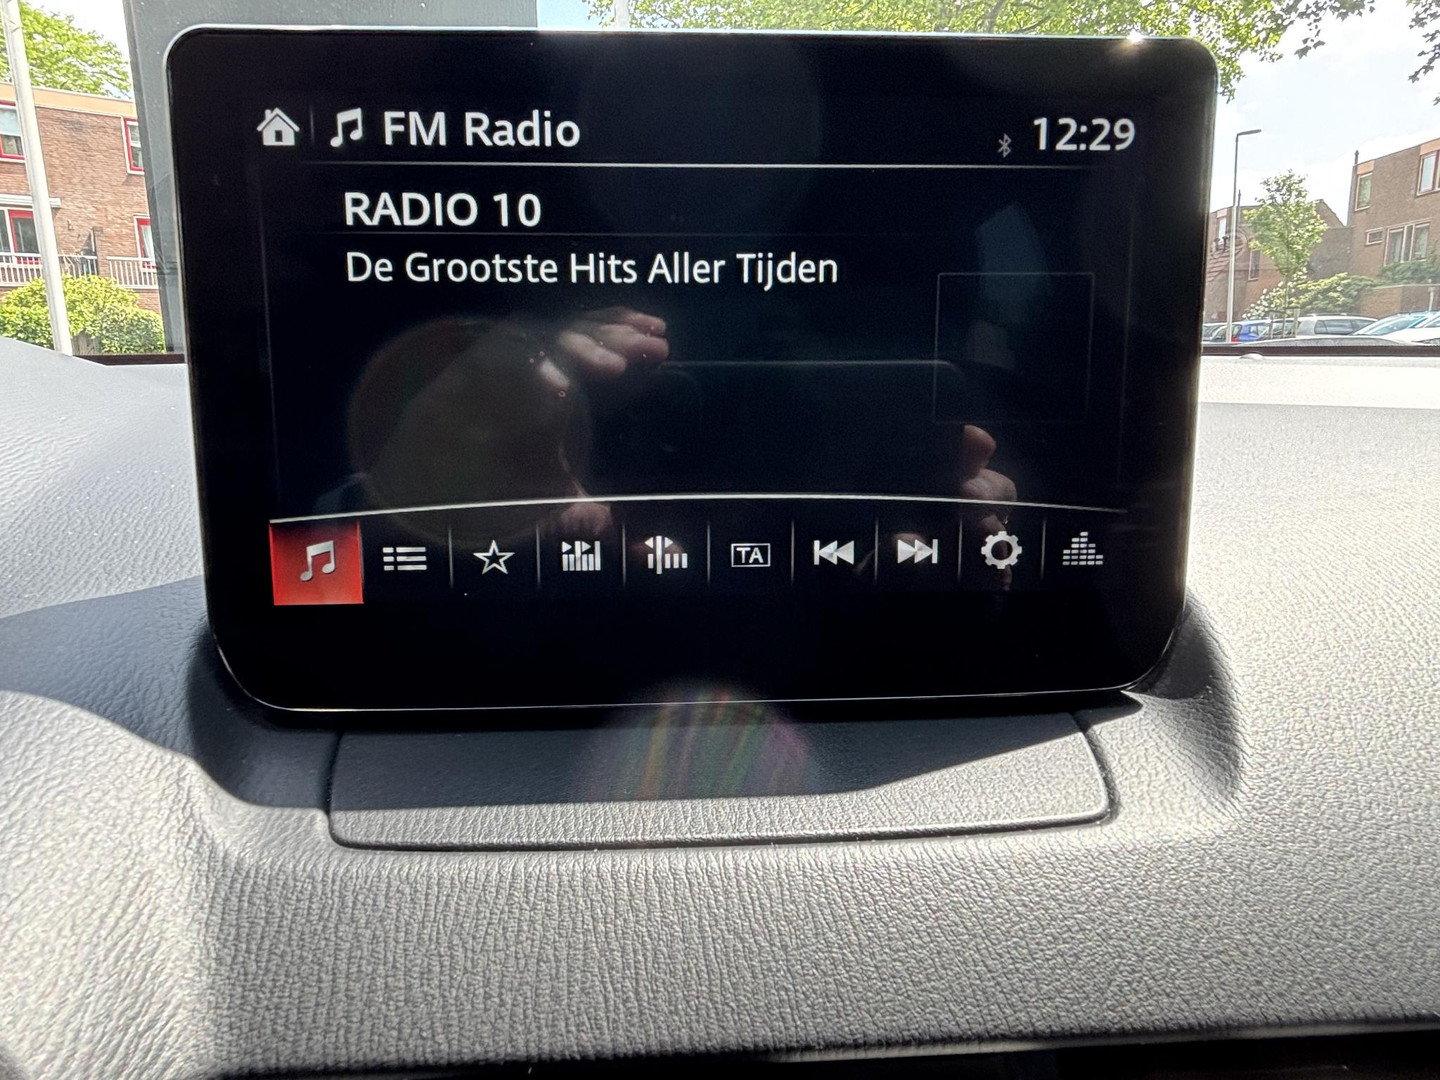 FM Radio
12:29
RADIO 10
De Grootste Hits Aller Tijden
TA